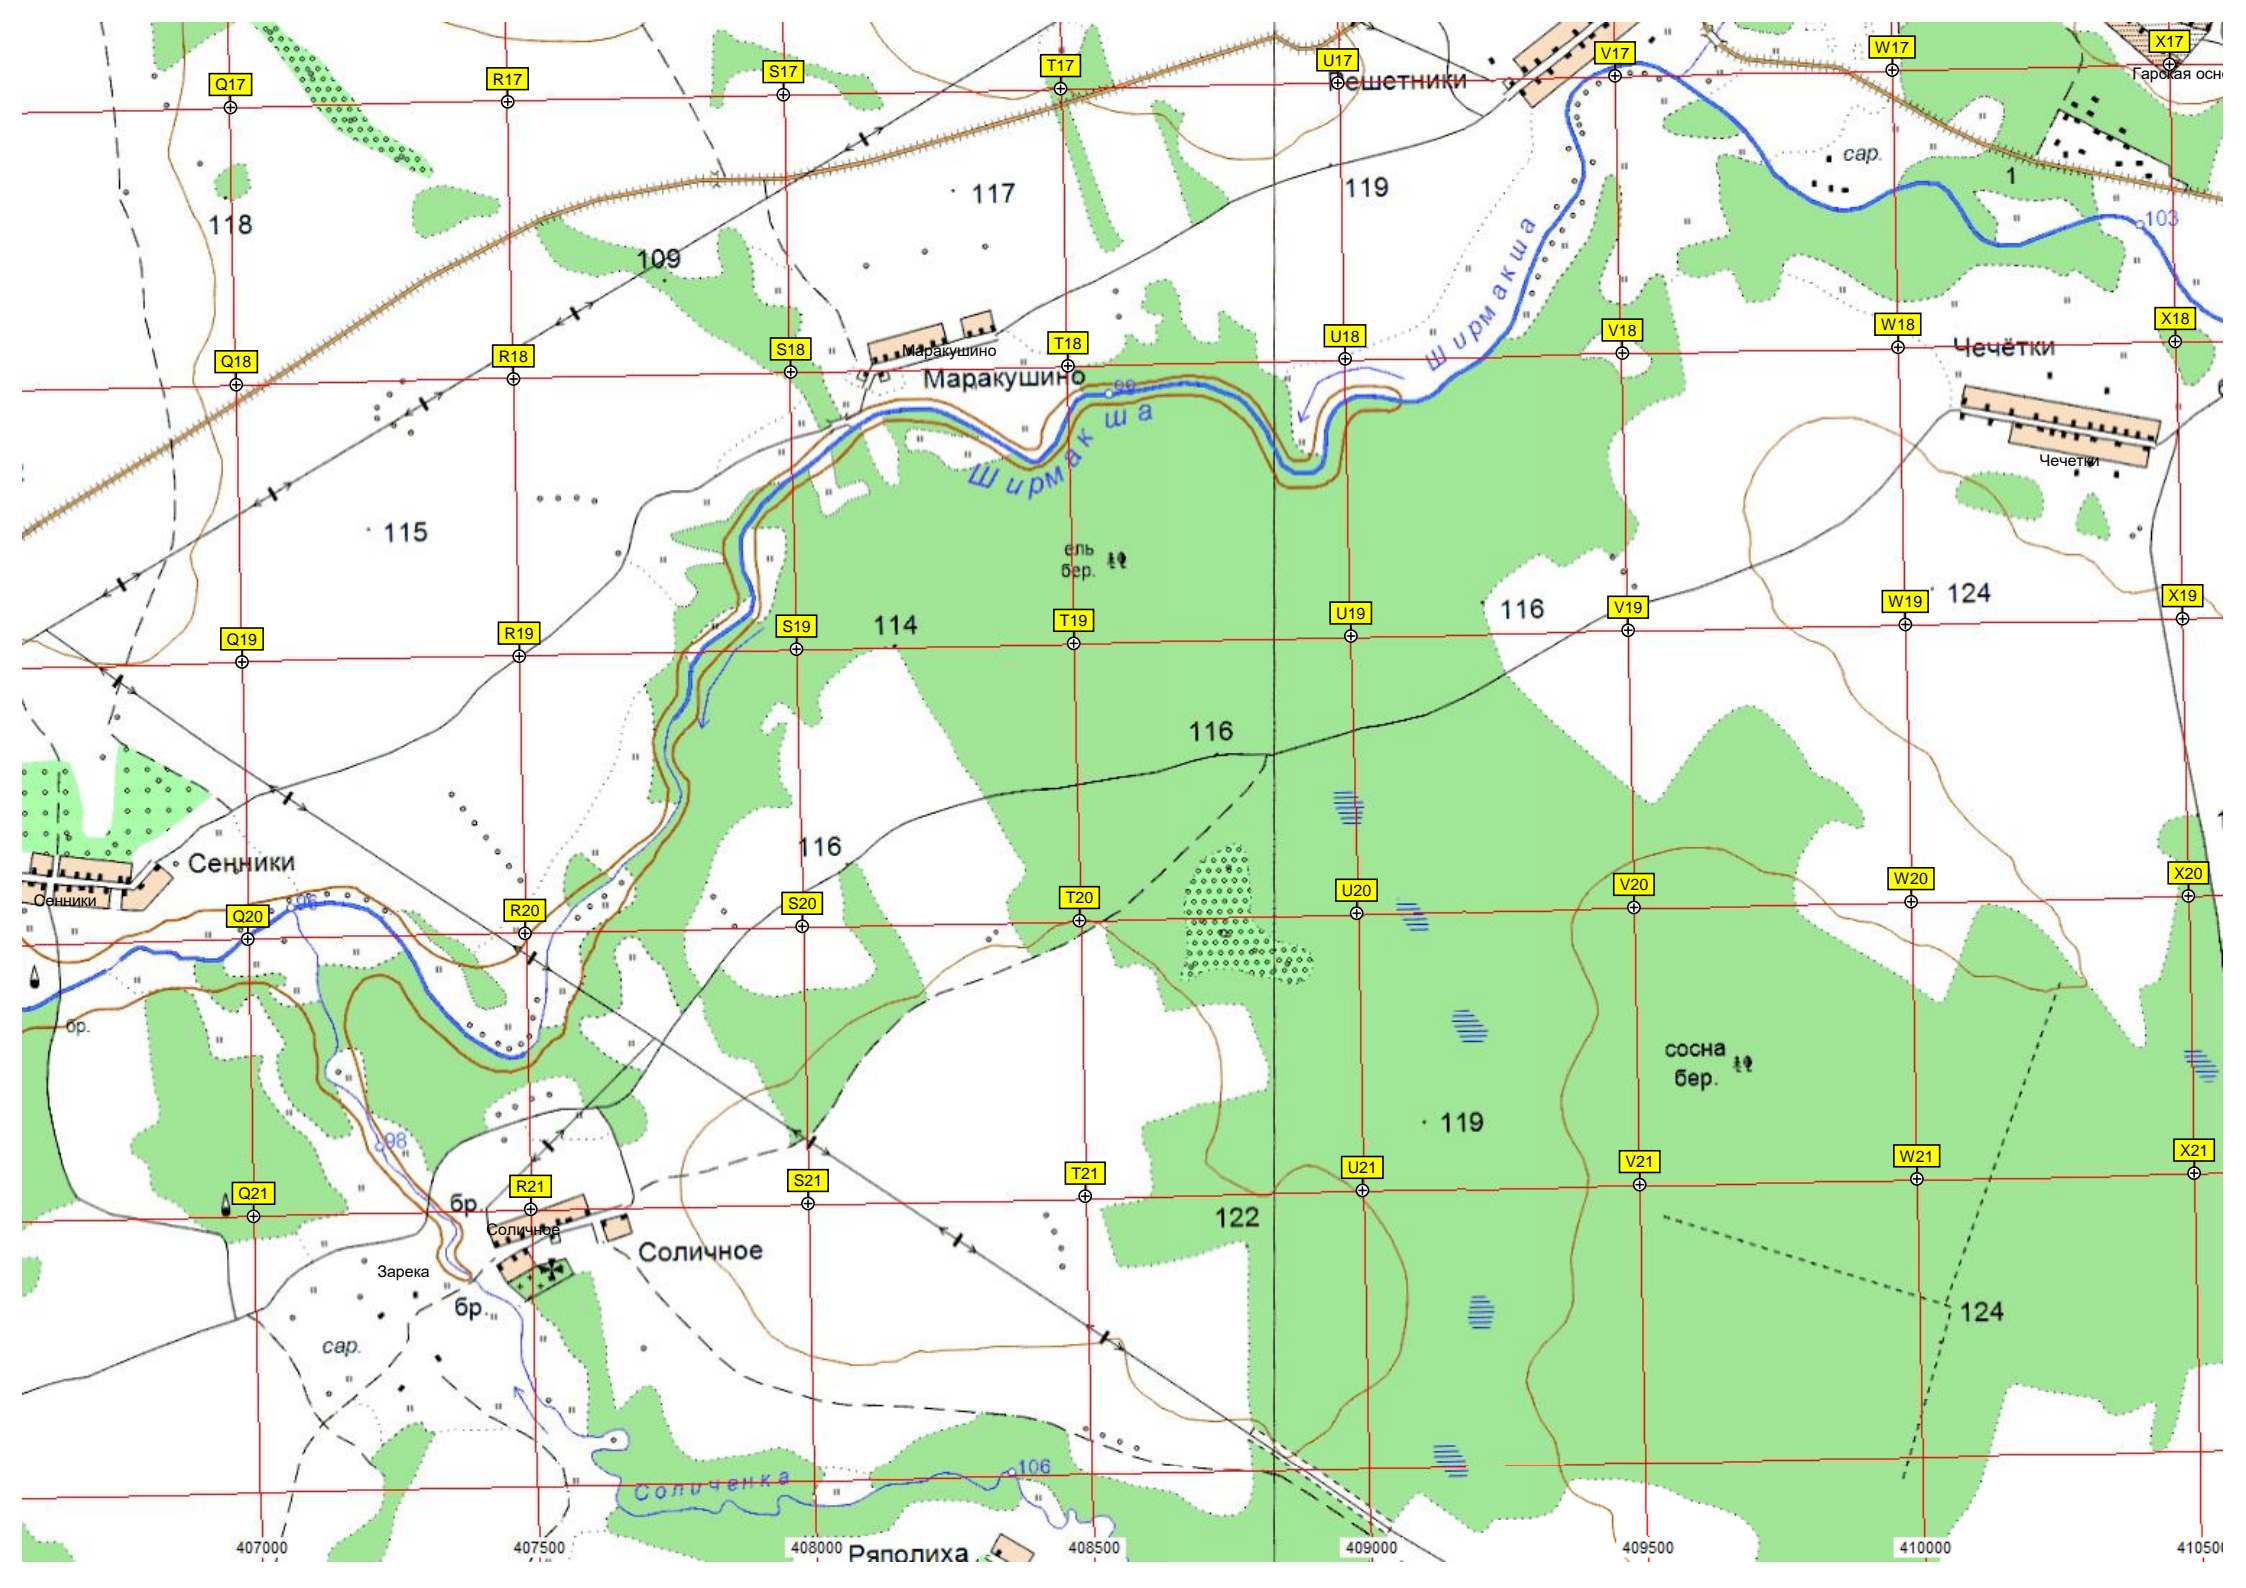 Q17
R17
S17
T17
U17
V17
W17
X17
Решетники
Гарская осн
118
109
117
119
сар.
1
103
Ширмакша
Q18
R18
S18
T18
U18
V18
W18
X18
Маракушино
Маракушино
99
Ширмакша
Чечётки
Чечетки
115
ель
бер.
114
116
124
Q19
R19
S19
T19
U19
V19
W19
X19
116
116
Сенники
Сенники
96
Q20
R20
S20
T20
U20
V20
W20
X20
бр.
сосна
бер.
98
119
Q21
R21
S21
T21
U21
V21
W21
X21
бр.
Соличное
Соличное
122
Зарека
бр.
сар.
124
Соличенка
106
Ряполиха
407000
407500
408000
408500
409000
409500
410000
41050